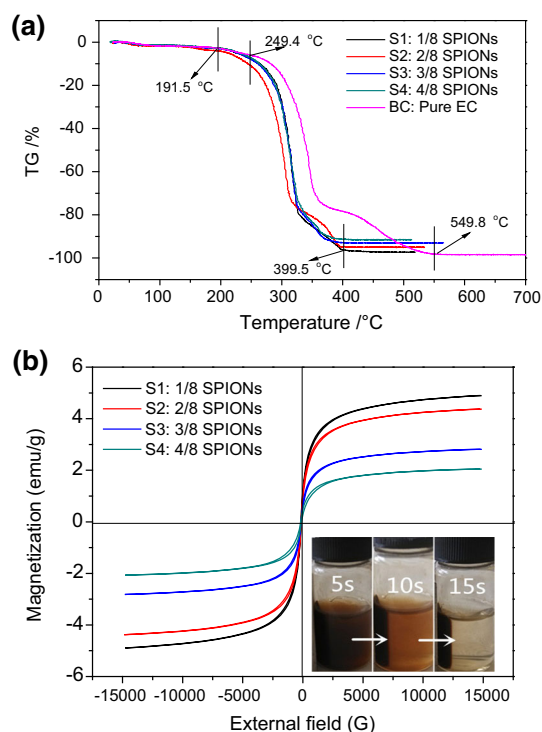 (a)
0
-20
-40
-60
-80
-100
TG /%
191.5 °C
249.4 °C
399.5 °C
549.8 °C
S1: 1/8 SPIONs
S2: 2/8 SPIONs
S3: 3/8 SPIONs
S4: 4/8 SPIONs
BC: Pure EC
0 100 200 300 400 500 600 700
Temperature /°C
(b)
6
4
2
0
-2
-4
-6
Magnetization (emu/g)
S1: 1/8 SPIONs
S2: 2/8 SPIONs
S3: 3/8 SPIONs
S4: 4/8 SPIONs
5s 10s 15s
-15000 -10000 -5000 0 5000 10000 15000
External field (G)